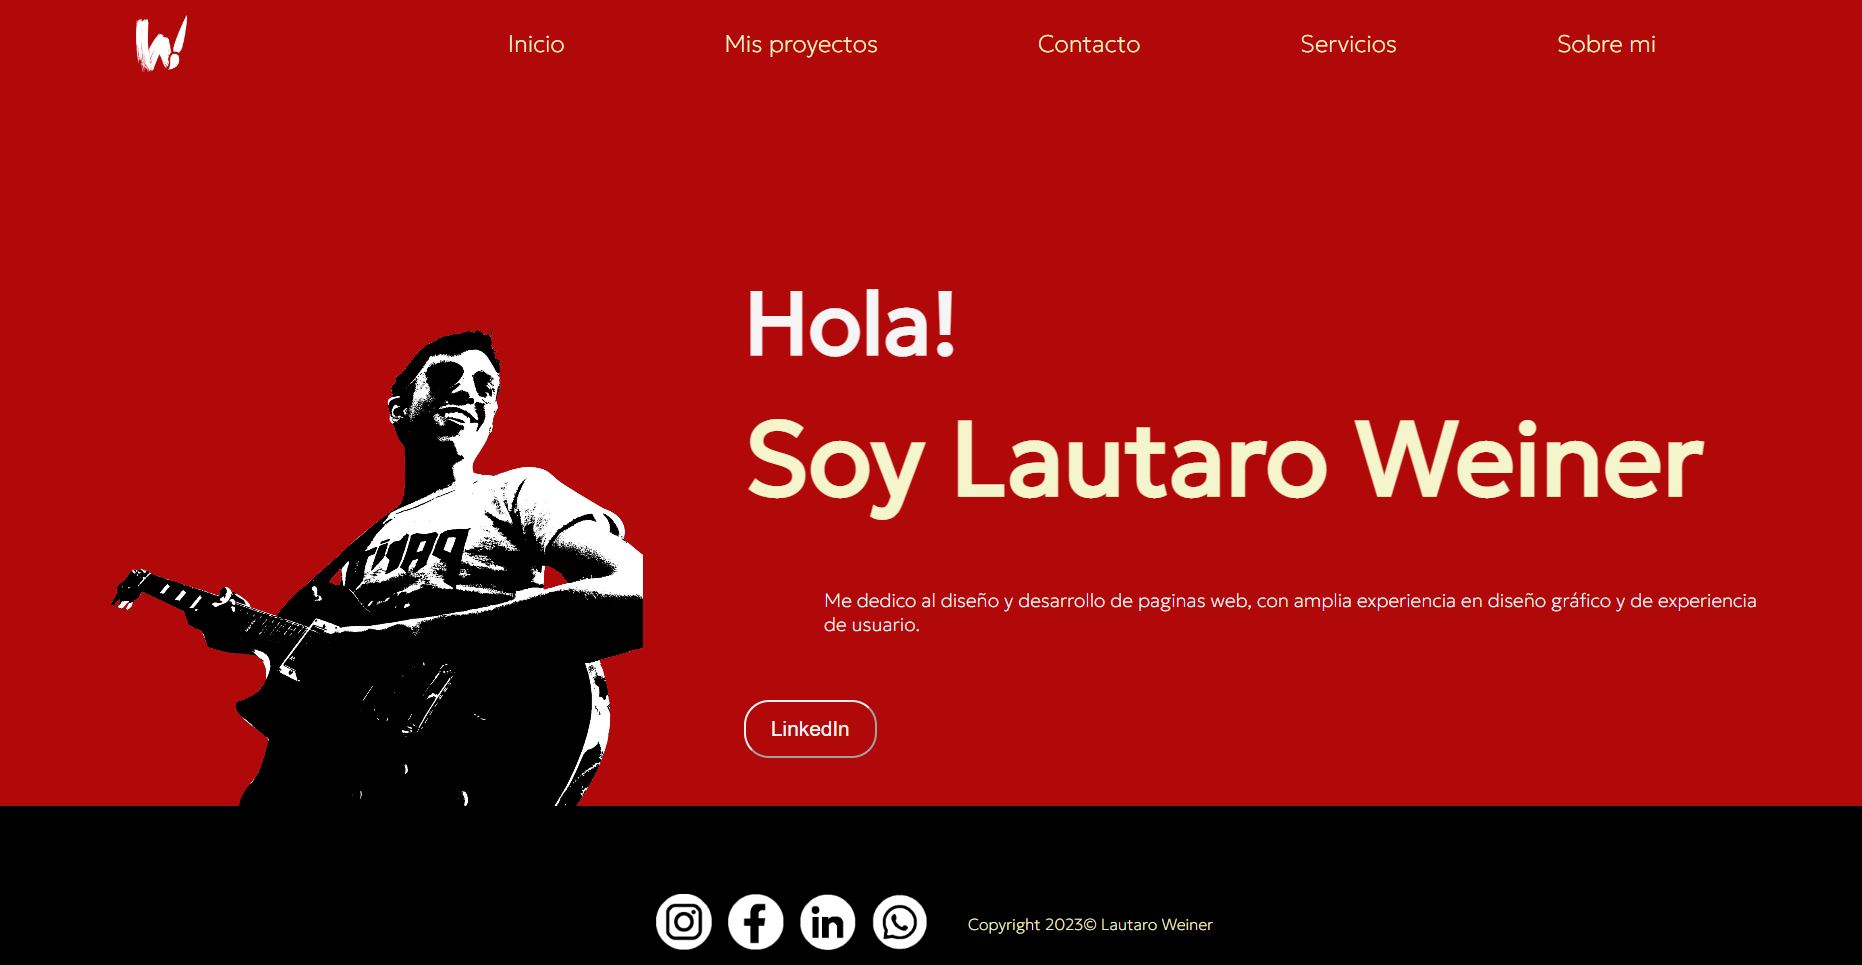 W!
Inicio
Mis proyectos
Contacto
Servicios
Sobre mi
Hola!
Soy Lautaro Weiner
Me dedico al diseño y desarrollo de paginas web, con amplia experiencia en diseño gráfico y de experiencia
de usuario.
LinkedIn
in
Copyright 2023© Lautaro Weiner